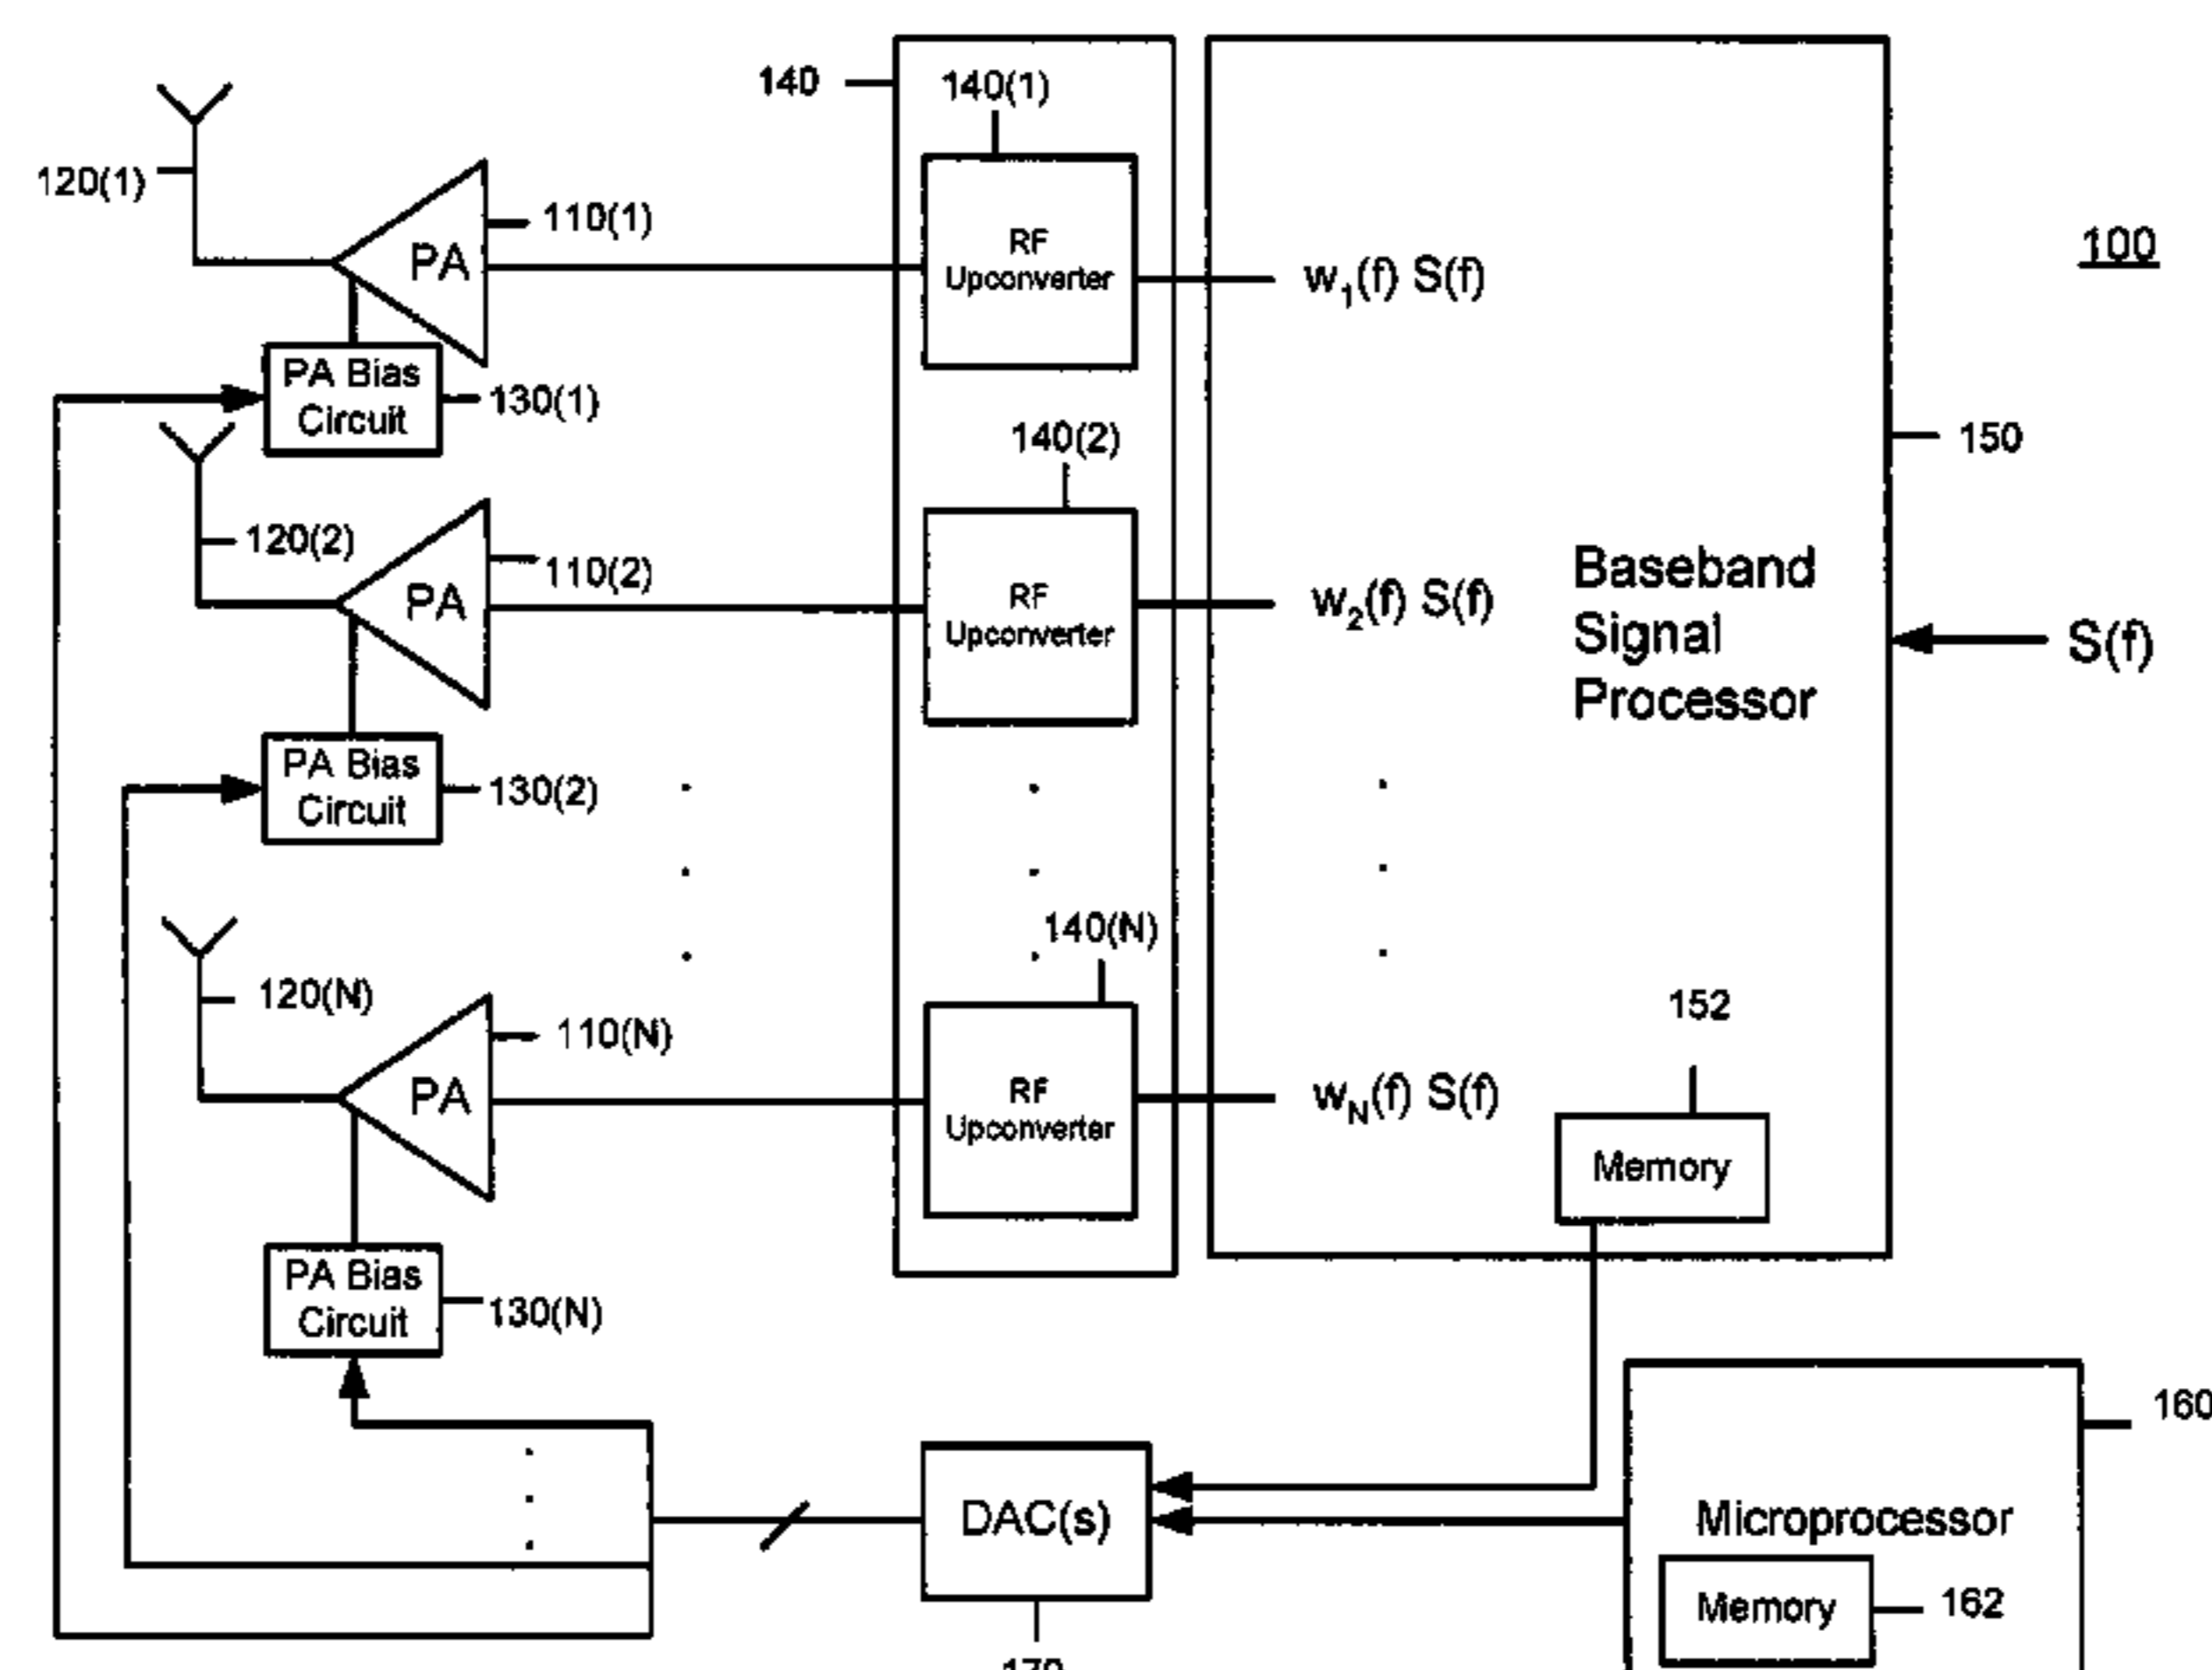 140
140(1)
120(1)
110(1)
PA
RF
Upconverter
w1(f) S(f)
100
PA Bias
Circuit
130(1)
140(2)
150
120(2)
110(2)
PA
RF
Upconverter
w2(f) S(f)
Baseband
Signal
Processor
S(f)
PA Bias
Circuit
130(2)
140(N)
120(N)
110(N)
PA
RF
Upconverter
wN(f) S(f)
152
Memory
PA Bias
Circuit
130(N)
160
DAC(s)
Microprocessor
Memory
162